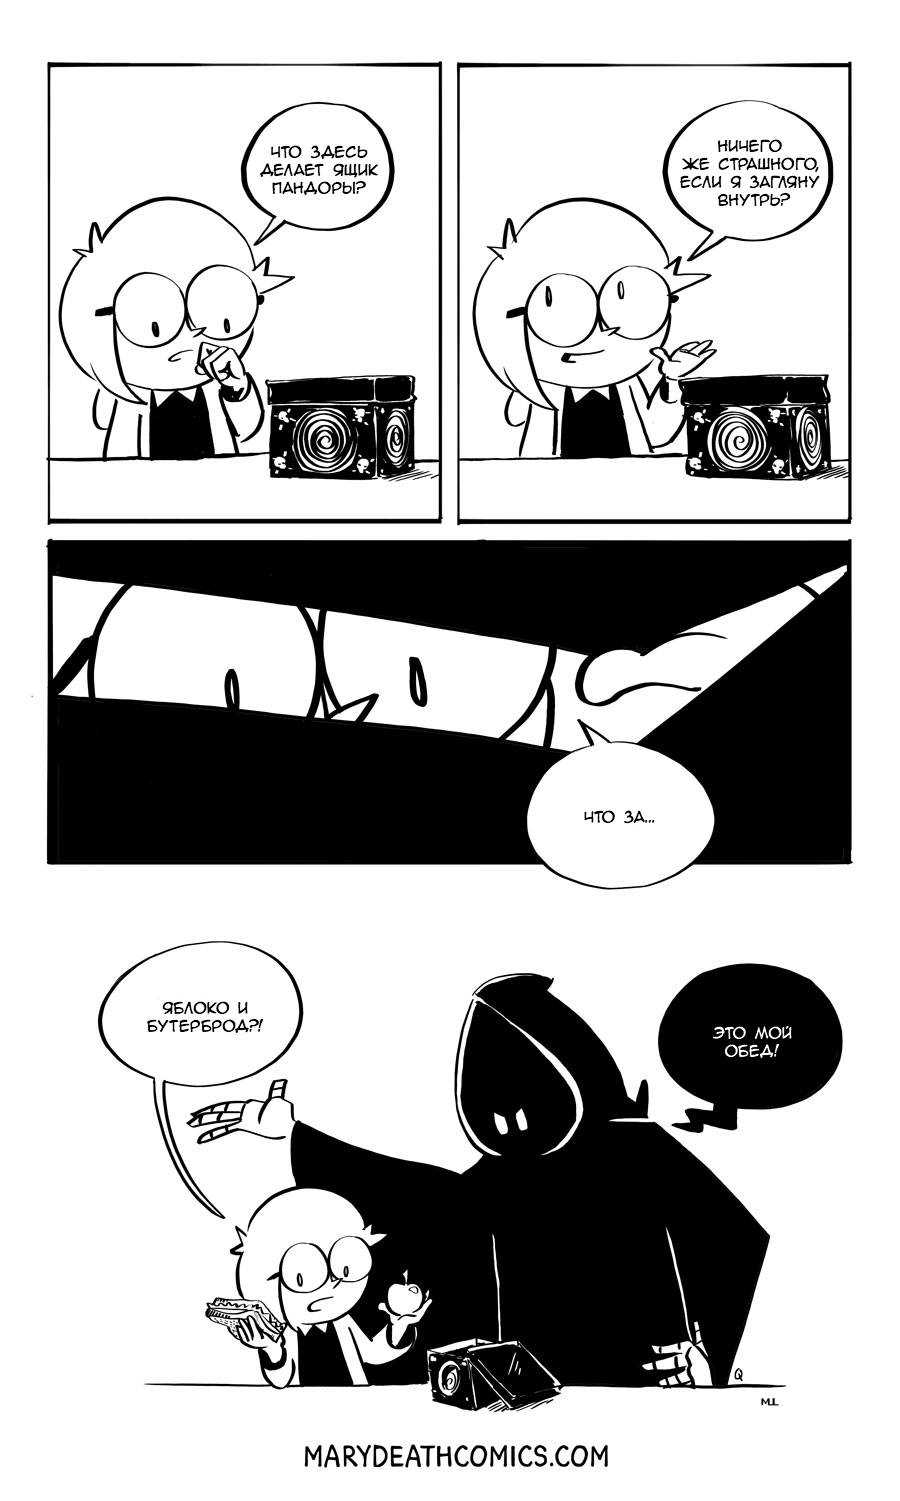 ЧТО ЗДЕСЬ
ДЕЛАЕТ ЯЩИК
ПАНДОРЫ?
НИЧЕГО
ЖЕ СТРАШНОГО,
ЕСЛИ Я ЗАГЛЯНУ
ВНУТРЬ?
ЧТО ЗА...
ЯБЛОКО И
БУТЕРБРОД?!
ЭТО МОЙ
ОБЕД!
M.L
MARYDEATHCOMICS.COM